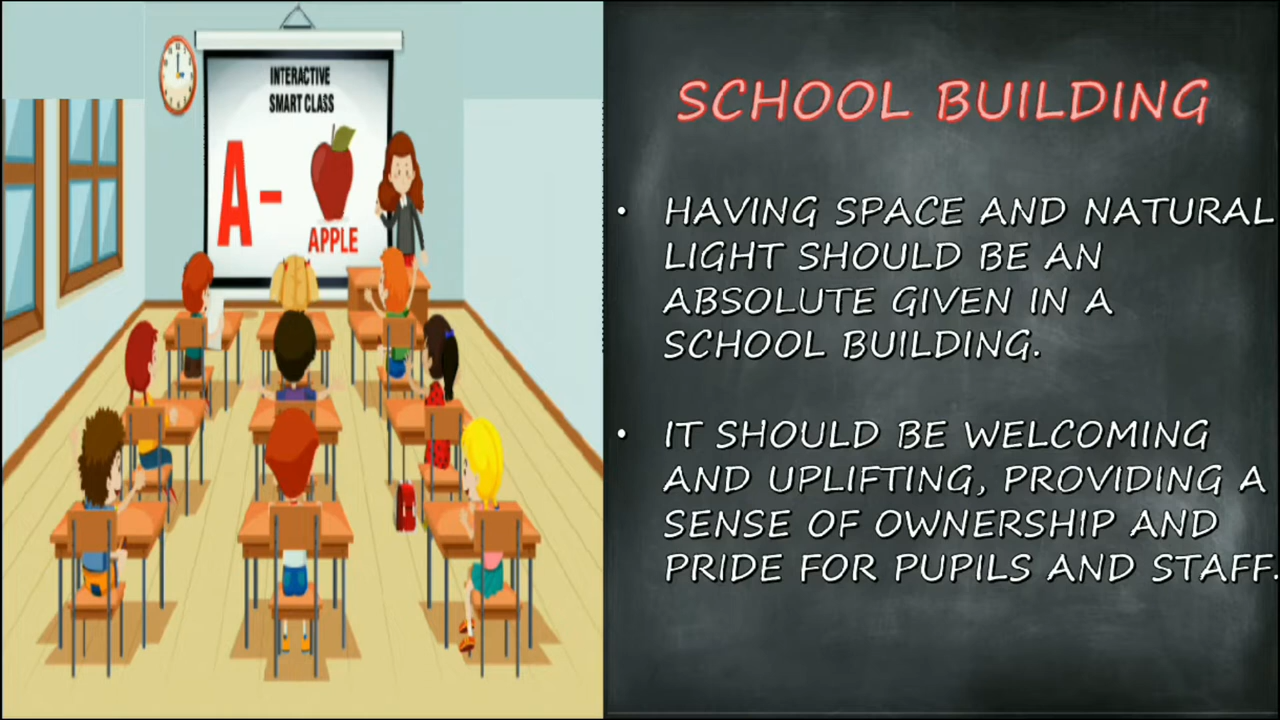 INTERACTIVE
SMART CLASS
A-
APPLE
SCHOOL BUILDING
• HAVING SPACE AND NATURAL
LIGHT SHOULD BE AN
ABSOLUTE GIVEN IN A
SCHOOL BUILDING.
• IT SHOULD BE WELCOMING
AND UPLIFTING, PROVIDING A
SENSE OF OWNERSHIP AND
PRIDE FOR PUPILS AND STAFF.